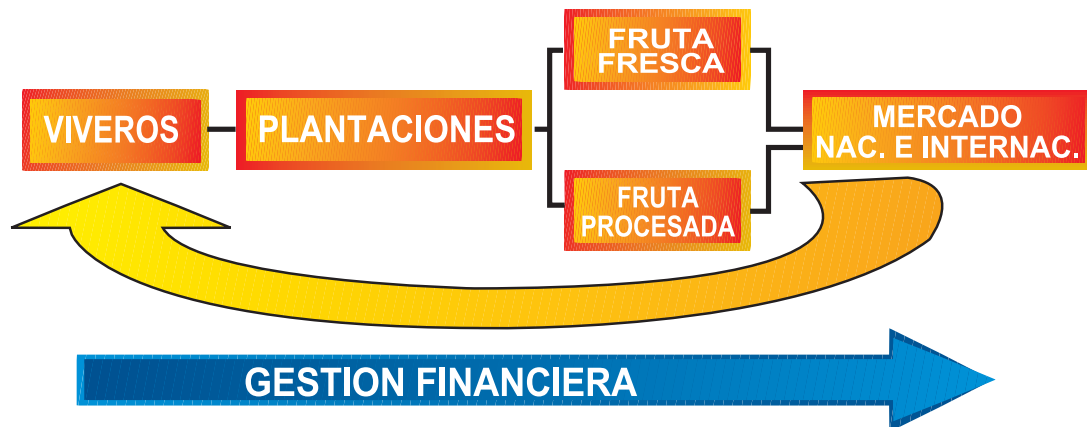 VIVEROS
PLANTACIONES
FRUTA
FRESCA
FRUTA
PROCESADA
MERCADO
NAC. E INTERNAC.
GESTION FINANCIERA